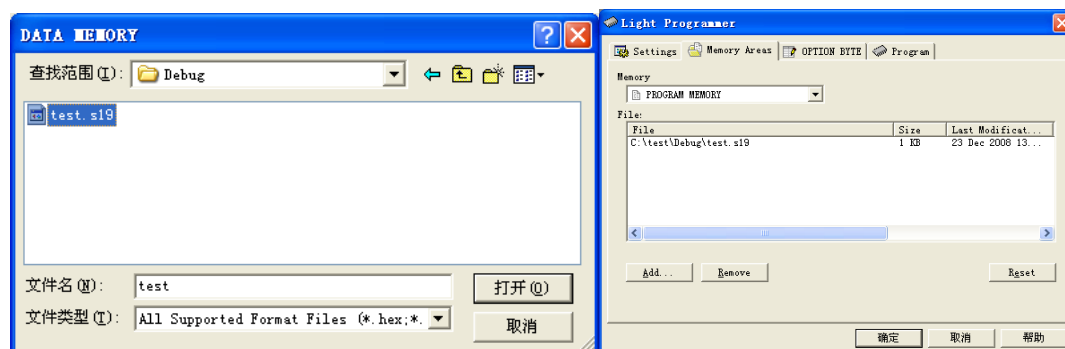 DATA MEMORY
查找范围(I):
Debug
test.s19
文件名(N):
test
打开(O)
文件类型(T):
All Supported Format Files (*.hex;*.
取消
Light Programmer
Settings
Memory Areas
OPTION BYTE
Program
Memory
PROGRAM MEMORY
File:
File Size Last Modificat...
C:\test\Debug\test.s19 1 KB 23 Dec 2008 13...
Add... Remove Reset
确定 取消 帮助